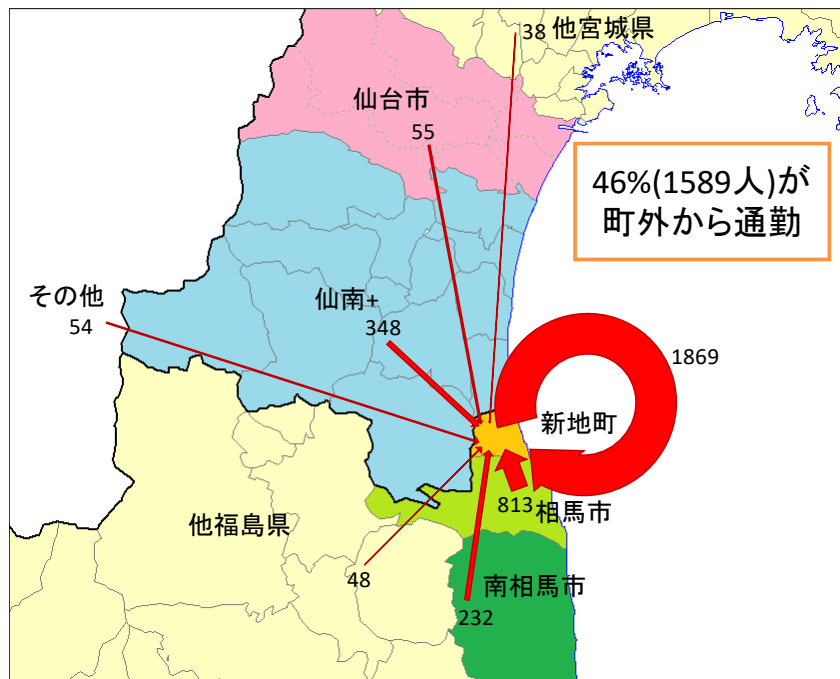 38 他宮城県
仙台市
55
46%(1589人)が
町外から通勤
その他
54
仙南+
348
1869
新地町
813 相馬市
他福島県
48
南相馬市
232